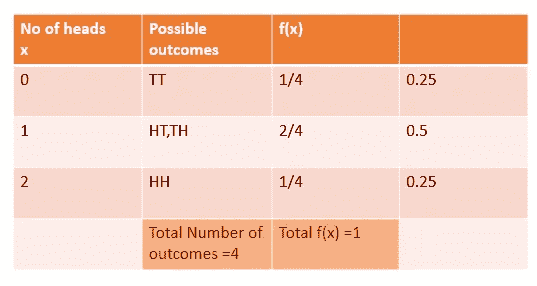 No of heads Possible f(x)
x outcomes
0 TT 1/4 0.25
1 HT,TH 2/4 0.5
2 HH 1/4 0.25
Total Number of Total f(x) =1
outcomes =4